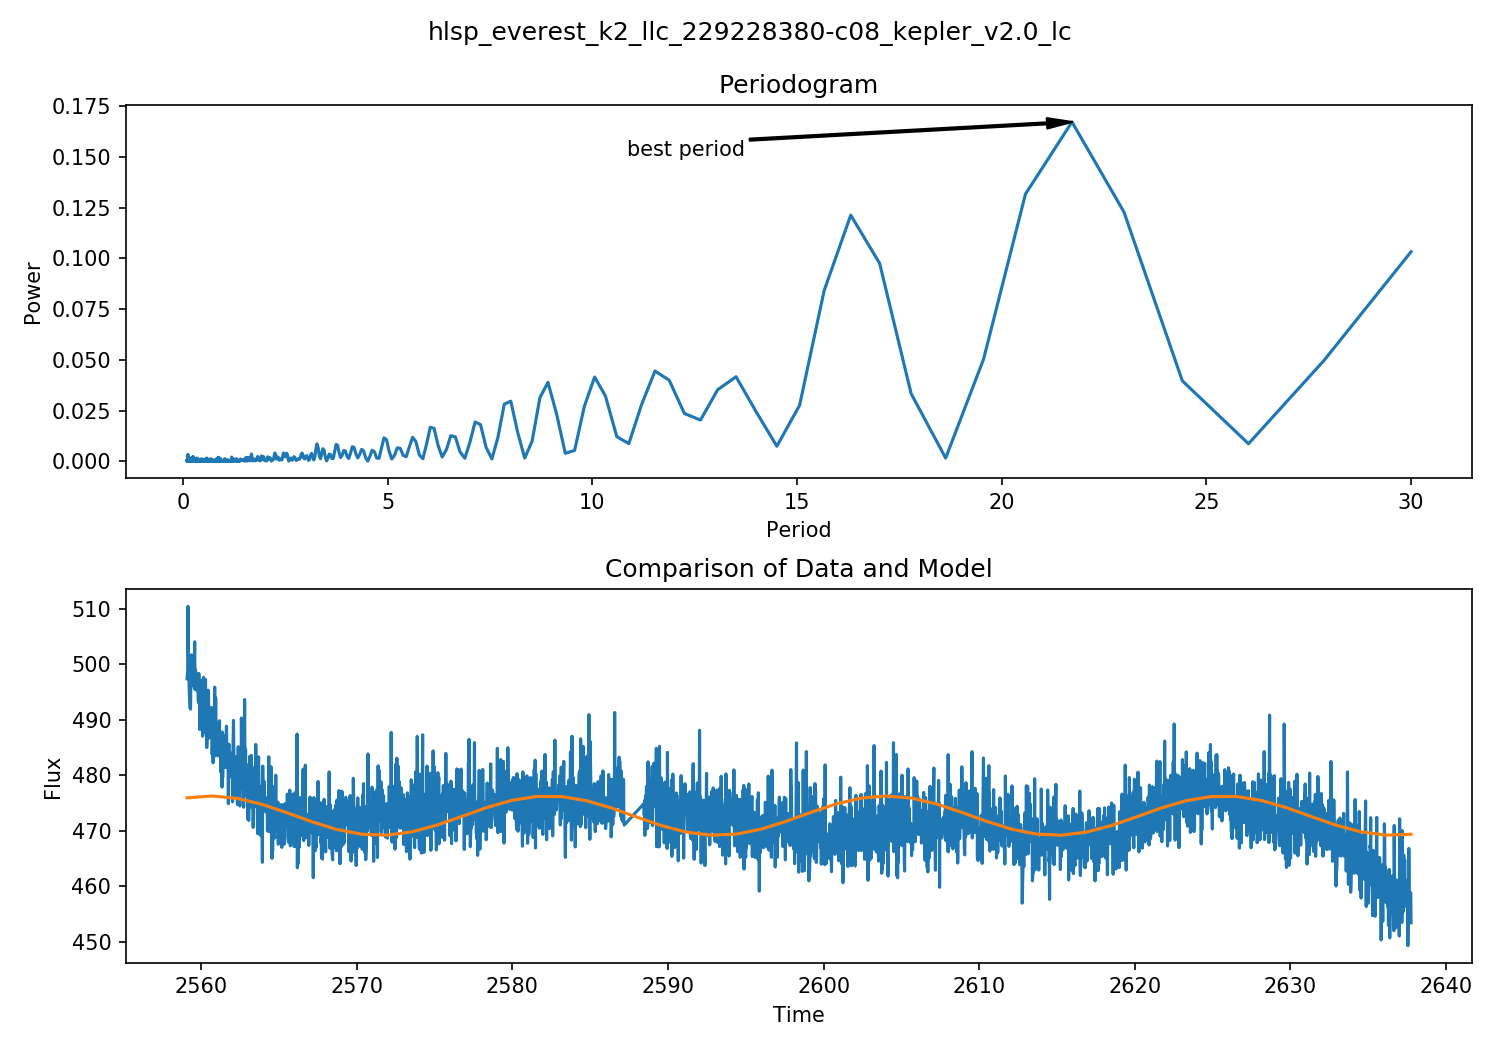 hlsp_everest_k2_llc_229228380-c08_kepler_v2.0_lc
Periodogram
0.175
0.150
0.125
0.100
0.075
0.050
0.025
0.000
Power
best period
0 5 10 15 20 25 30
Period
Comparison of Data and Model
510
500
490
480
470
460
450
Flux
2560 2570 2580 2590 2600 2610 2620 2630 2640
Time